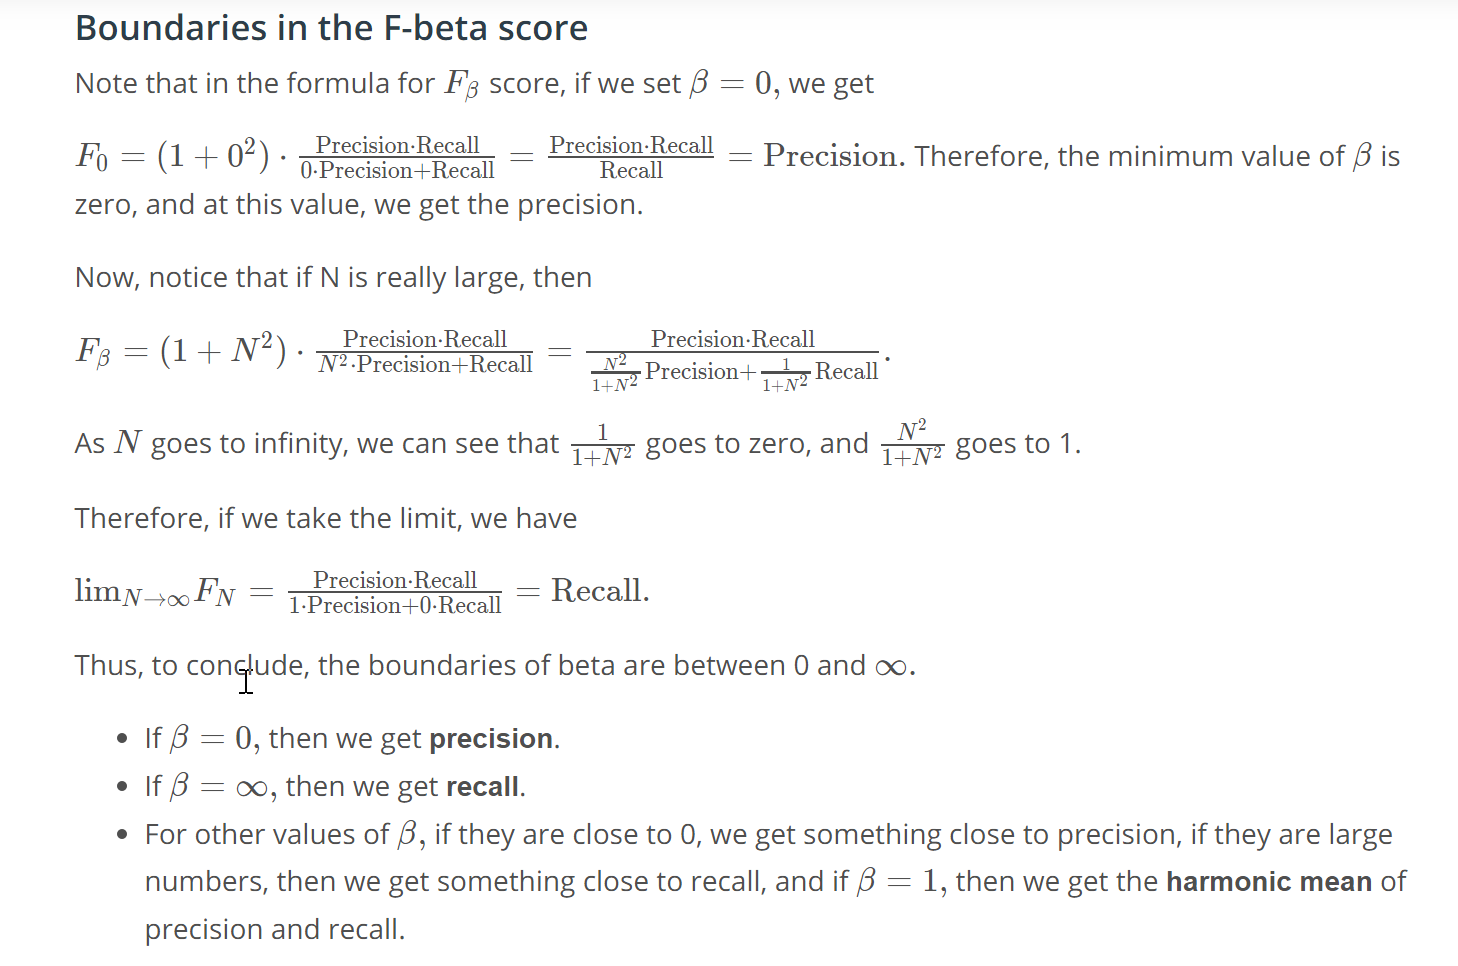 Boundaries in the F-beta score
Note that in the formula for $F_\beta$ score, if we set $\beta = 0$, we get
$F_0 = (1 + 0^2) \cdot \frac{\text{Precision} \cdot \text{Recall}}{0 \cdot \text{Precision} + \text{Recall}} = \frac{\text{Precision} \cdot \text{Recall}}{\text{Recall}} = \text{Precision}$. Therefore, the minimum value of $\beta$ is
zero, and at this value, we get the precision.
Now, notice that if N is really large, then
$F_\beta = (1 + N^2) \cdot \frac{\text{Precision} \cdot \text{Recall}}{N^2 \cdot \text{Precision} + \text{Recall}} = \frac{\text{Precision} \cdot \text{Recall}}{\frac{N^2}{1+N^2} \text{Precision} + \frac{1}{1+N^2} \text{Recall}}$.
As $N$ goes to infinity, we can see that $\frac{1}{1+N^2}$ goes to zero, and $\frac{N^2}{1+N^2}$ goes to 1.
Therefore, if we take the limit, we have
$\lim_{N \to \infty} F_N = \frac{\text{Precision} \cdot \text{Recall}}{1 \cdot \text{Precision} + 0 \cdot \text{Recall}} = \text{Recall}$.
Thus, to conclude, the boundaries of beta are between 0 and $\infty$.
• If $\beta = 0$, then we get precision.
• If $\beta = \infty$, then we get recall.
• For other values of $\beta$, if they are close to 0, we get something close to precision, if they are large
numbers, then we get something close to recall, and if $\beta = 1$, then we get the harmonic mean of
precision and recall.